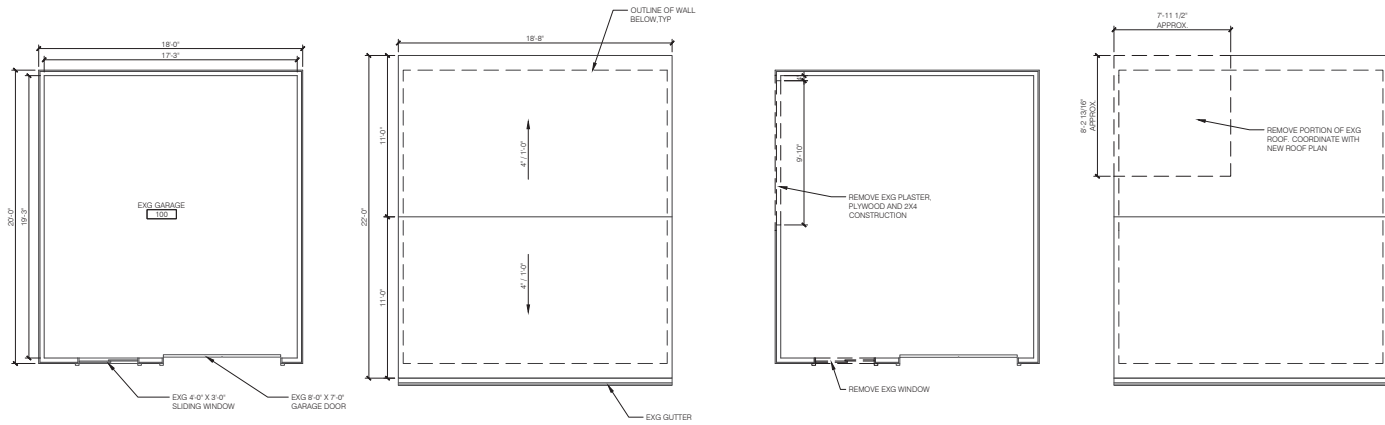 18'-0"
17'-3"
20'-0"
19'-3"
EXG GARAGE
100
EXG 4'-0" X 3'-0"
SLIDING WINDOW
EXG 8'-0" X 7'-0"
GARAGE DOOR
OUTLINE OF WALL
BELOW,TYP
18'-8"
22'-0"
11'-0"
11'-0"
4" / 1'-0"
4" / 1'-0"
EXG GUTTER
9'-10"
REMOVE EXG PLASTER,
PLYWOOD AND 2X4
CONSTRUCTION
REMOVE EXG WINDOW
7'-11 1/2"
APPROX.
8'-2 13/16"
APPROX.
REMOVE PORTION OF EXG
ROOF. COORDINATE WITH
NEW ROOF PLAN